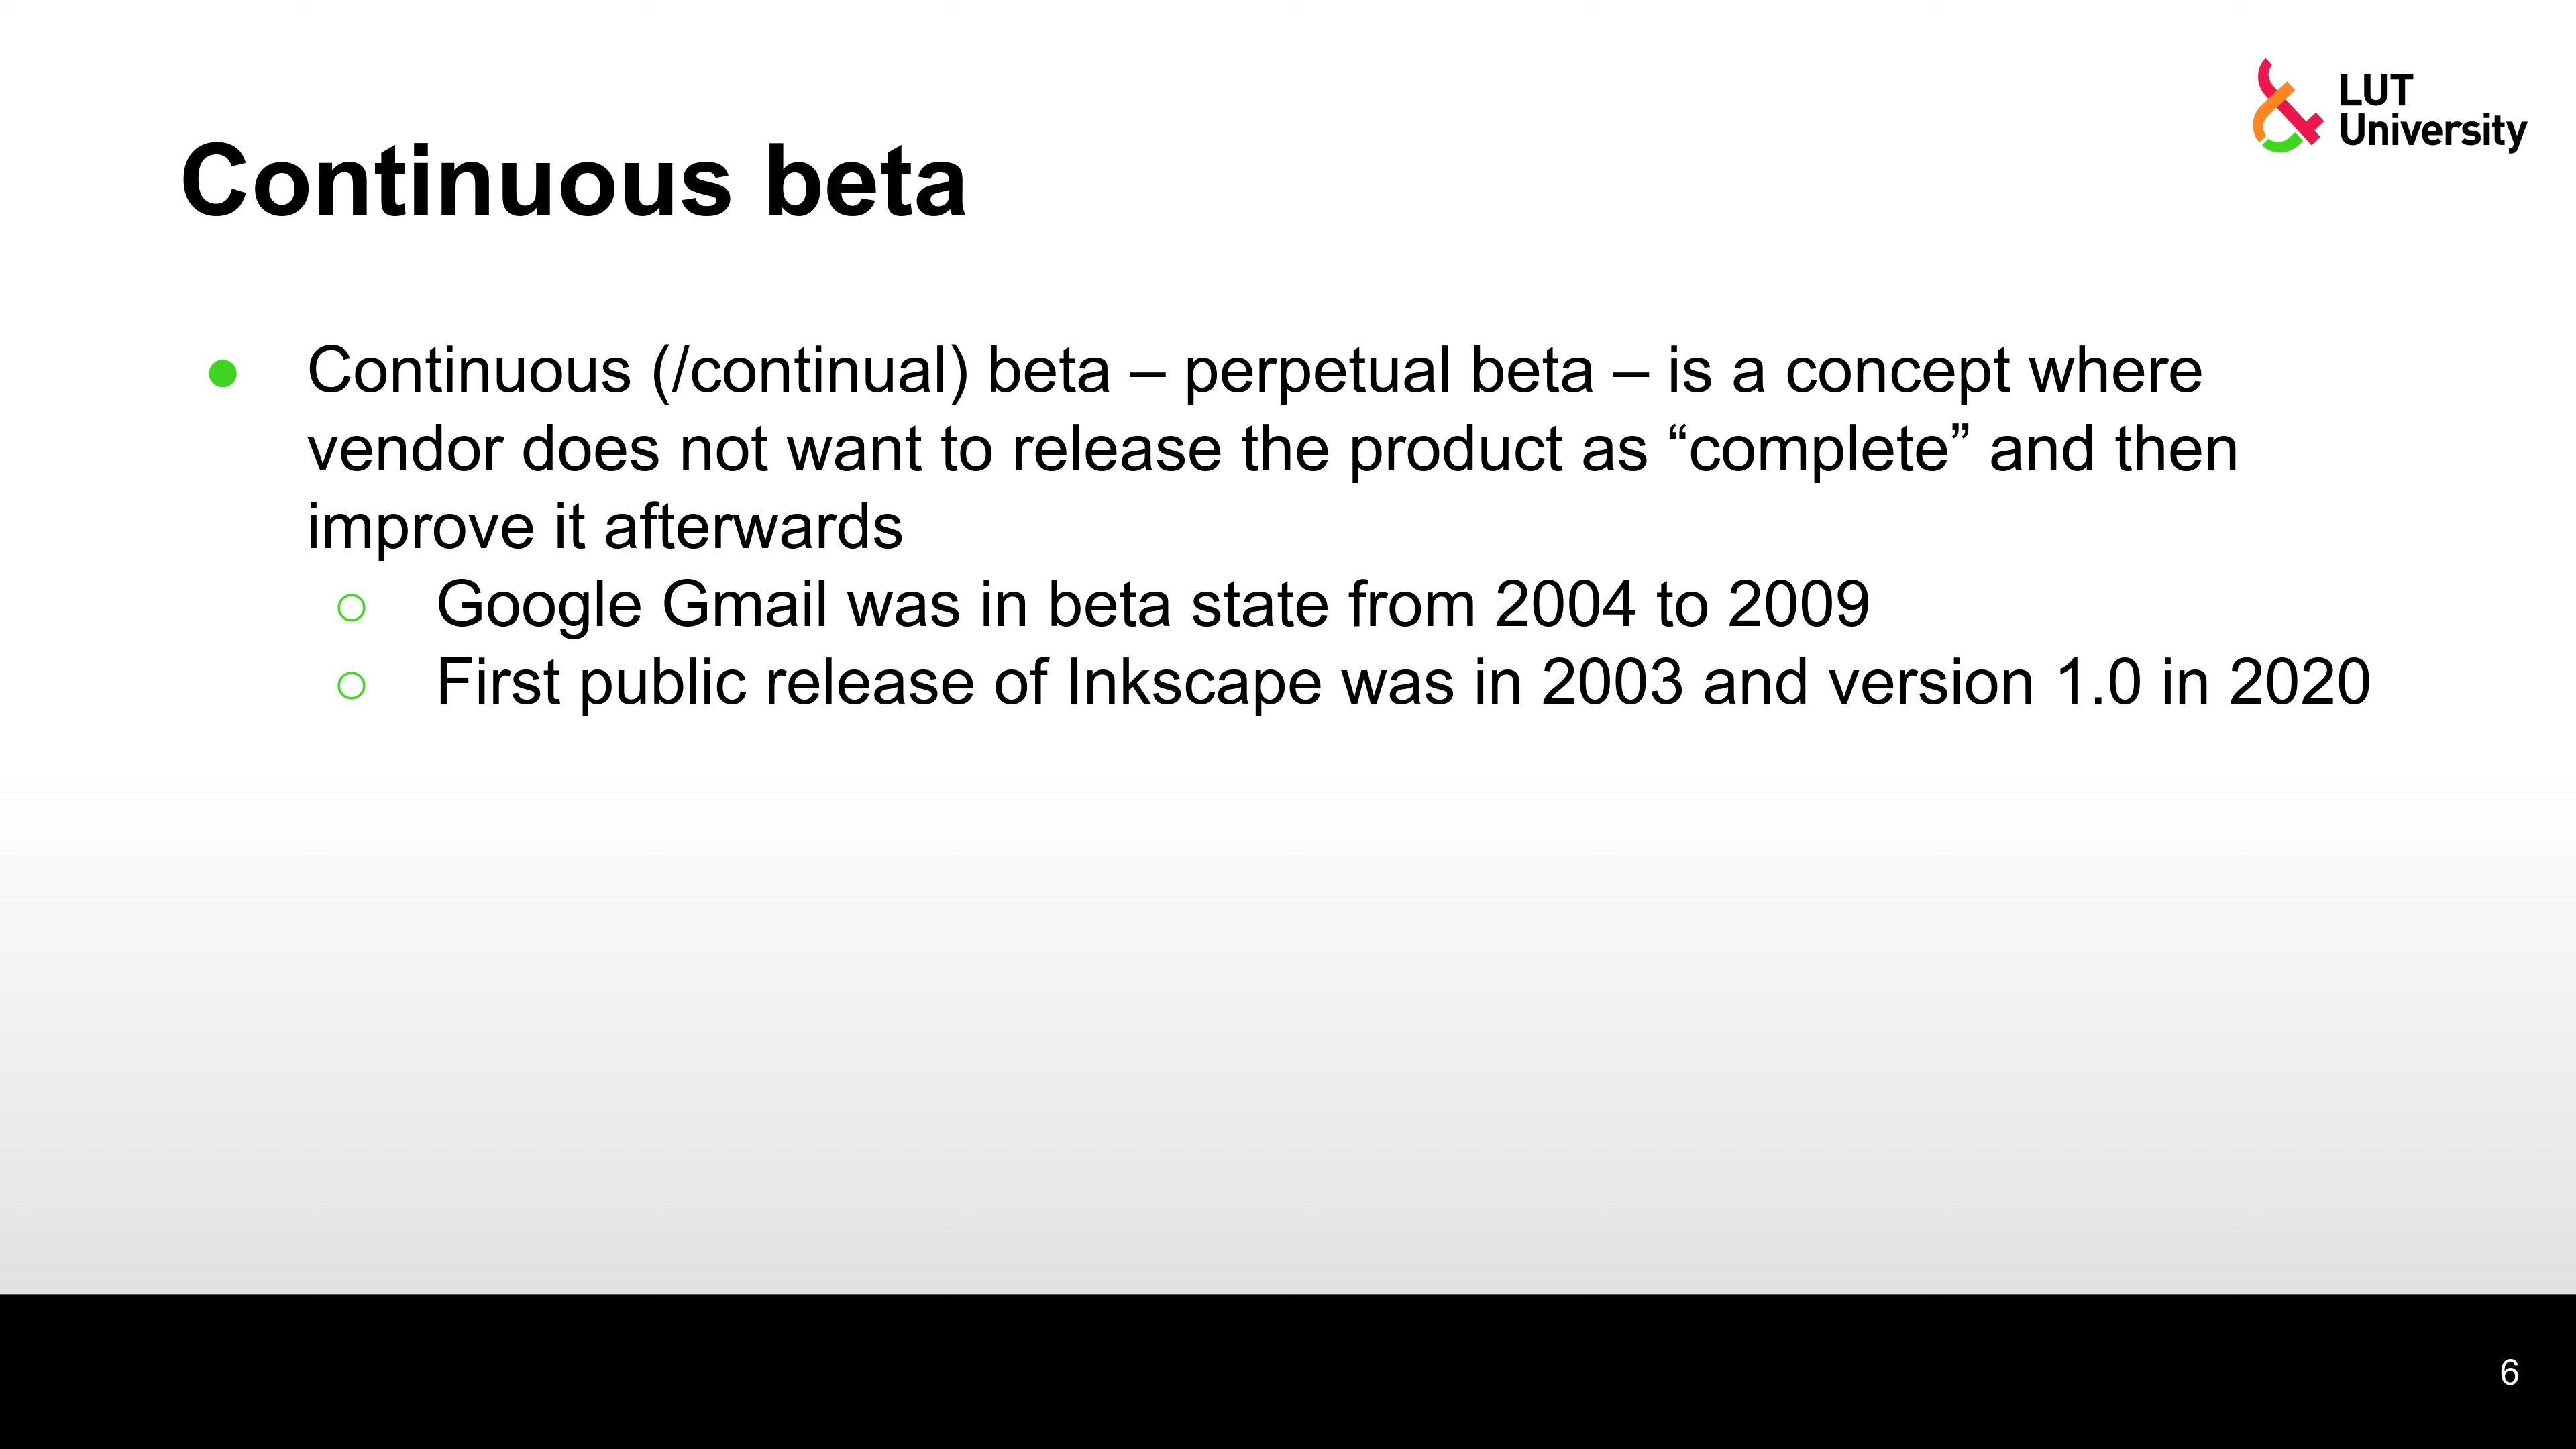 LUT
University
Continuous beta
● Continuous (/continual) beta – perpetual beta – is a concept where
vendor does not want to release the product as “complete” and then
improve it afterwards
○ Google Gmail was in beta state from 2004 to 2009
○ First public release of Inkscape was in 2003 and version 1.0 in 2020
6